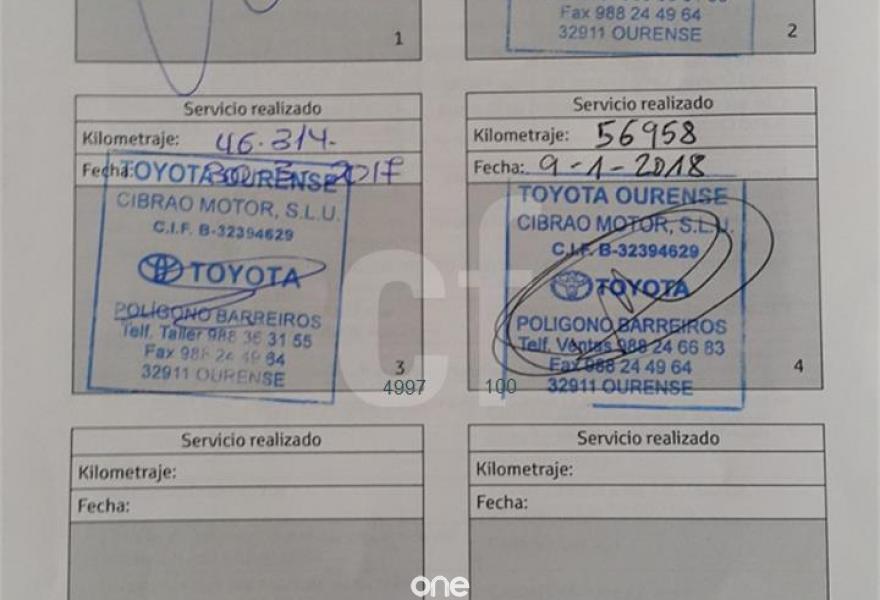 1
Fax 988 24 49 64
32911 OURENSE
2
Servicio realizado
Kilometraje: 46.314.
Fecha: 2017
TOYOTA OURENSE
CIBRAO MOTOR, S.L.U.
C.I.F. B-32394629
TOYOTA
POLÍGONO BARREIROS
Telf. Taller 988 36 31 55
Fax 988 24 49 64
32911 OURENSE
3
4997
Servicio realizado
Kilometraje: 56958
Fecha: 9-1-2018
TOYOTA OURENSE
CIBRAO MOTOR, S.L.U.
C.I.F. B-32394629
TOYOTA
POLIGONO BARREIROS
Telf. Ventas 988 24 66 83
Fax 988 24 49 64
32911 OURENSE
4
100
cf
Servicio realizado
Kilometraje:
Fecha:
Servicio realizado
Kilometraje:
Fecha:
one